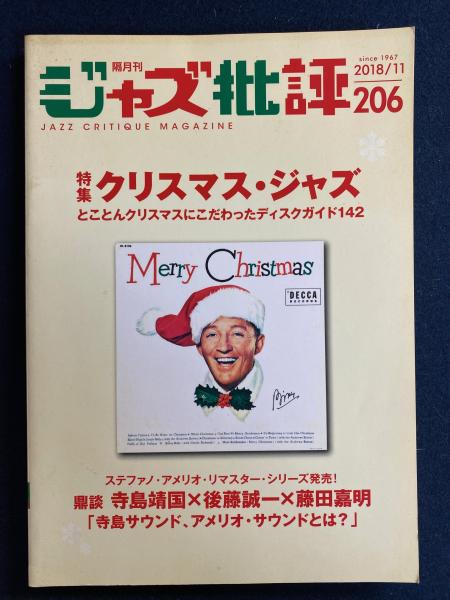 隔月刊
ジャズ批評
since 1967
2018/11
206
JAZZ CRITIQUE MAGAZINE
特集 クリスマス・ジャズ
とことんクリスマスにこだわったディスクガイド142
Merry Christmas
DECCA
RECORDS
Bing
ステファノ・アメリオ・リマスター・シリーズ発売!
鼎談 寺島靖国×後藤誠一×藤田嘉明
「寺島サウンド、アメリオ・サウンドとは?」